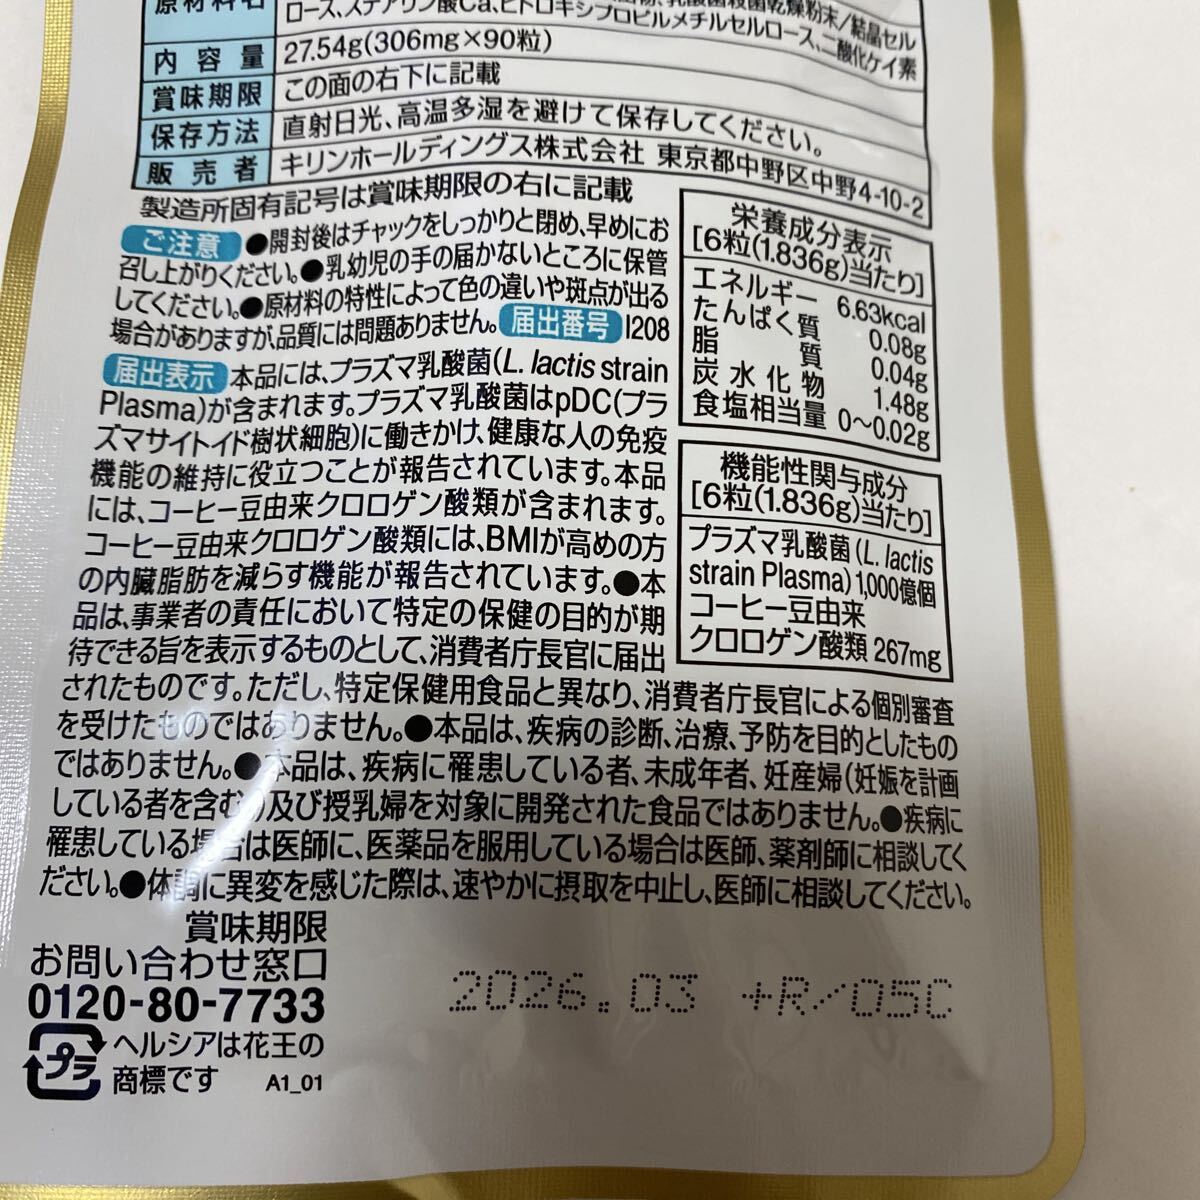 原材料名
乳酸菌殺菌乾燥粉末／結晶セル
ロース、ステアリン酸Ca、ヒドロキシプロピルメチルセルロース、二酸化ケイ素
内容量 27.54g(306mg×90粒)
賞味期限 この面の右下に記載
保存方法 直射日光、高温多湿を避けて保存してください。
販売者 キリンホールディングス株式会社 東京都中野区中野4-10-2
製造所固有記号は賞味期限の右に記載
ご注意 ●開封後はチャックをしっかりと閉め、早めにお
召し上がりください。●乳幼児の手の届かないところに保管
してください。●原材料の特性によって色の違いや斑点が出る
場合がありますが、品質には問題ありません。 届出番号 I208
届出表示 本品には、プラズマ乳酸菌(L. lactis strain
Plasma)が含まれます。プラズマ乳酸菌はpDC(プラ
ズマサイトイド樹状細胞)に働きかけ、健康な人の免疫
機能の維持に役立つことが報告されています。本品
には、コーヒー豆由来クロロゲン酸類が含まれます。
コーヒー豆由来クロロゲン酸類には、BMIが高めの方
の内臓脂肪を減らす機能が報告されています。●本
品は、事業者の責任において特定の保健の目的が期
待できる旨を表示するものとして、消費者庁長官に届出
されたものです。ただし、特定保健用食品と異なり、消費者庁長官による個別審査
を受けたものではありません。●本品は、疾病の診断、治療、予防を目的としたもの
ではありません。●本品は、疾病に罹患している者、未成年者、妊産婦(妊娠を計画
している者を含む)及び授乳婦を対象に開発された食品ではありません。●疾病に
罹患している場合は医師に、医薬品を服用している場合は医師、薬剤師に相談してく
ださい。●体調に異変を感じた際は、速やかに摂取を中止し、医師に相談してください。
栄養成分表示
[6粒(1.836g)当たり]
エネルギー 6.63kcal
たんぱく質 0.08g
脂質 0.04g
炭水化物 1.48g
食塩相当量 0～0.02g
機能性関与成分
[6粒(1.836g)当たり]
プラズマ乳酸菌(L. lactis
strain Plasma) 1,000億個
コーヒー豆由来
クロロゲン酸類 267mg
賞味期限
お問い合わせ窓口
0120-80-7733
2026.03 +R/05C
プラ
ヘルシアは花王の
商標です A1_01